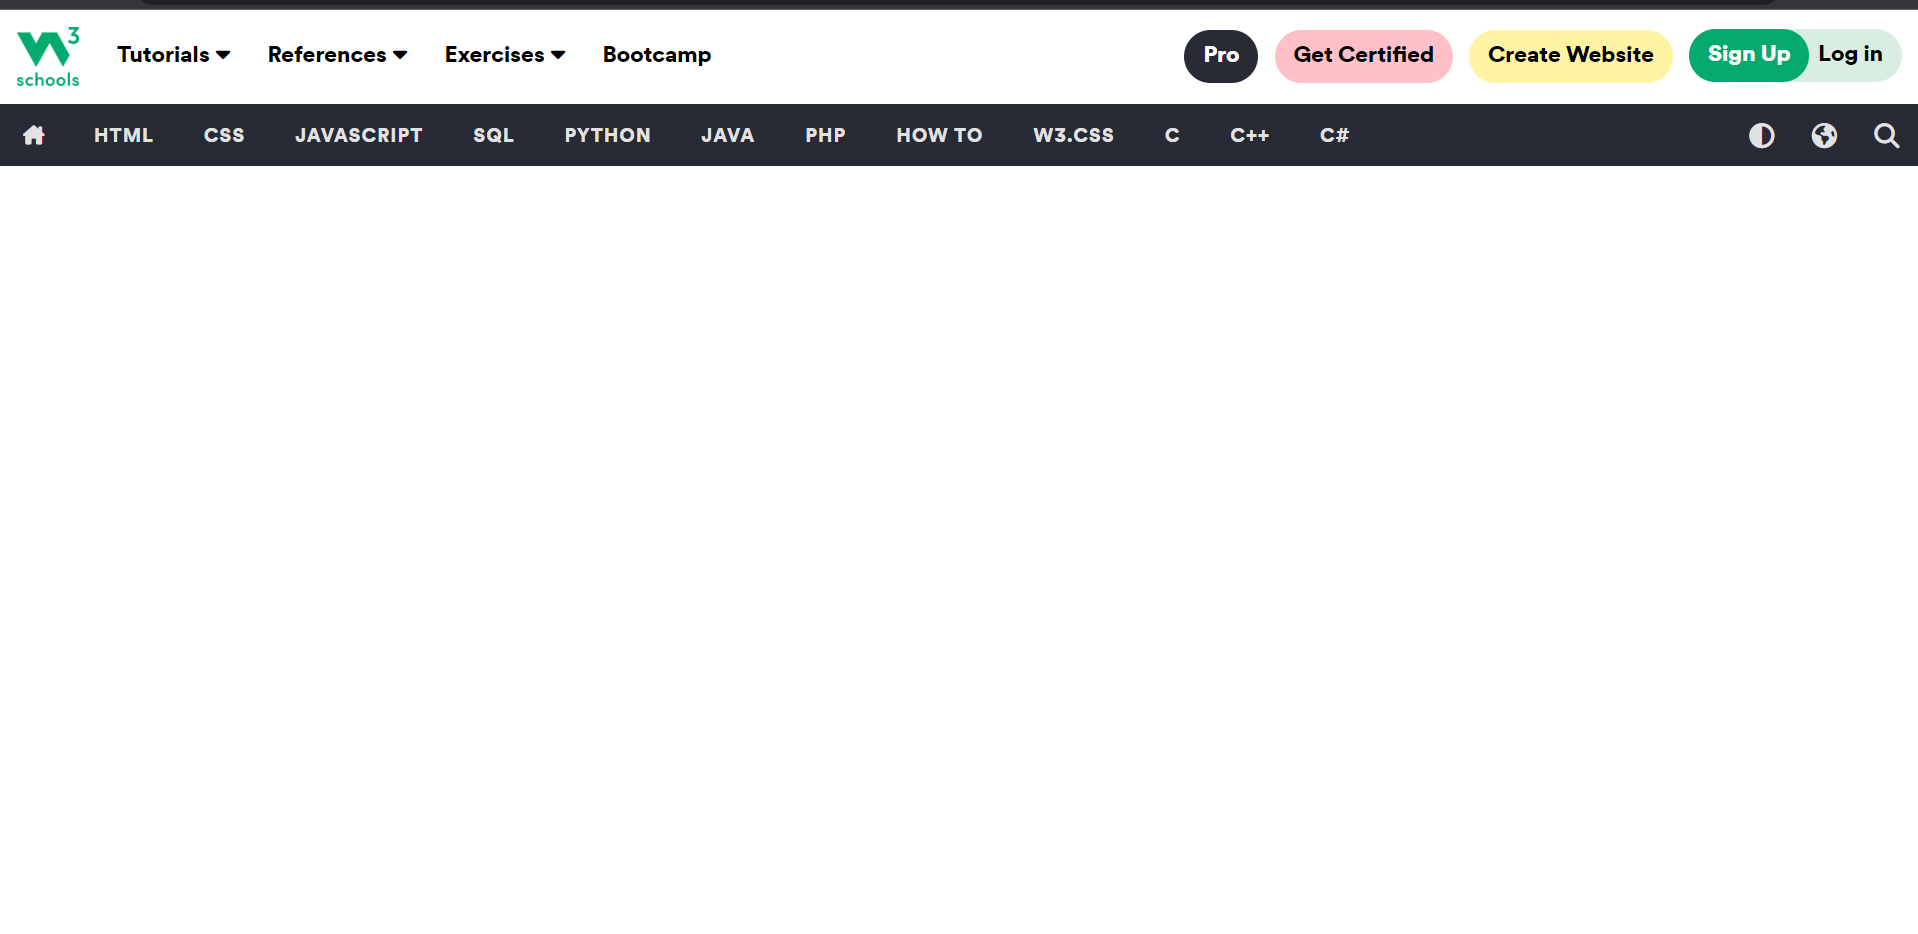 3
schools
Tutorials References Exercises Bootcamp Pro Get Certified Create Website Sign Up Log in
HTML CSS JAVASCRIPT SQL PYTHON JAVA PHP HOW TO W3.CSS C C++ C#